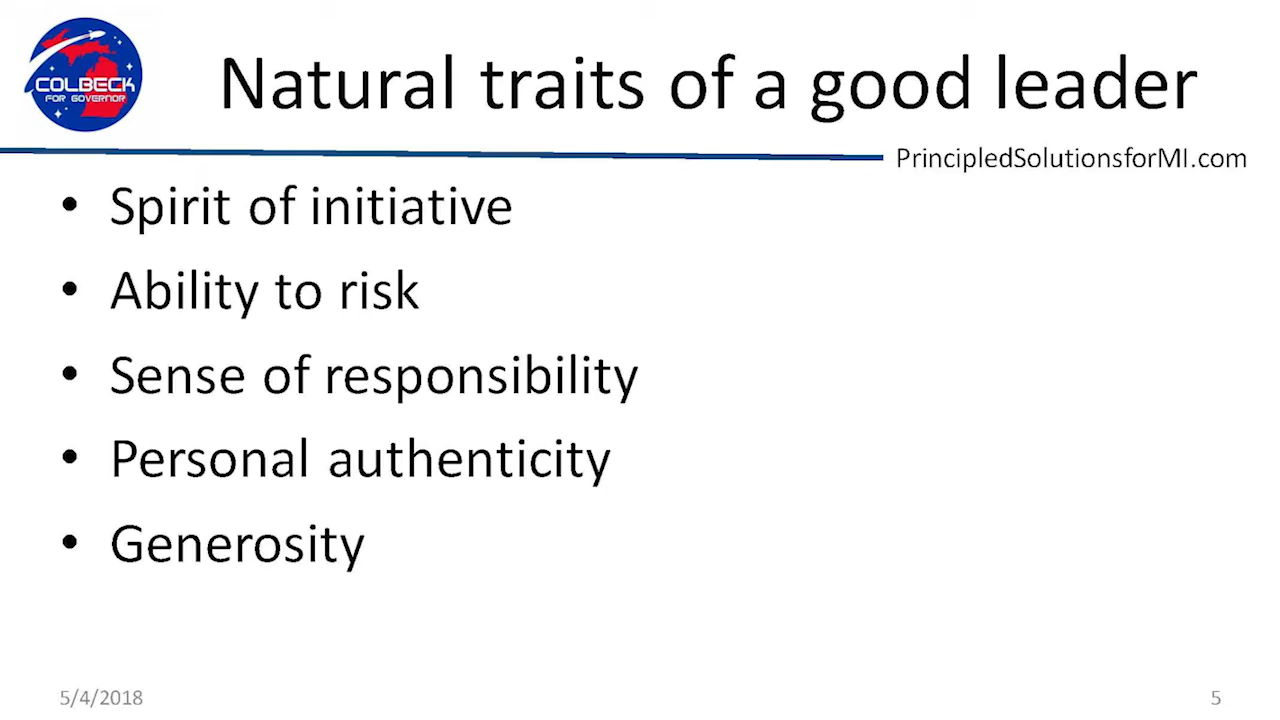 COLBECK
FOR GOVERNOR
Natural traits of a good leader
PrincipledSolutionsforMI.com
• Spirit of initiative
• Ability to risk
• Sense of responsibility
• Personal authenticity
• Generosity
5/4/2018
5